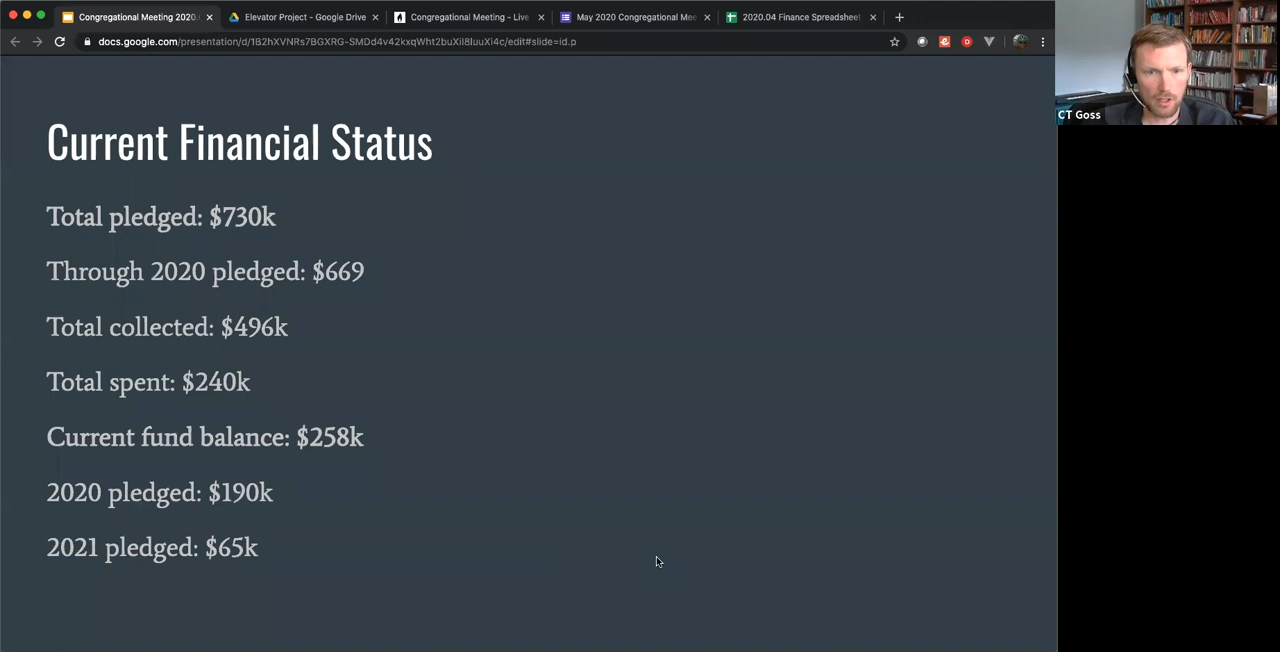 Congregational Meeting 2020.
Elevator Project - Google Drive
Congregational Meeting - Live
May 2020 Congregational Mee
2020.04 Finance Spreadsheet
docs.google.com/presentation/d/1B2hXVNRs7BGXRG-SMDd4v42kxqWht2buXil8IuuXi4c/edit#slide=id.p
CT Goss
Current Financial Status
Total pledged: $730k
Through 2020 pledged: $669
Total collected: $496k
Total spent: $240k
Current fund balance: $258k
2020 pledged: $190k
2021 pledged: $65k